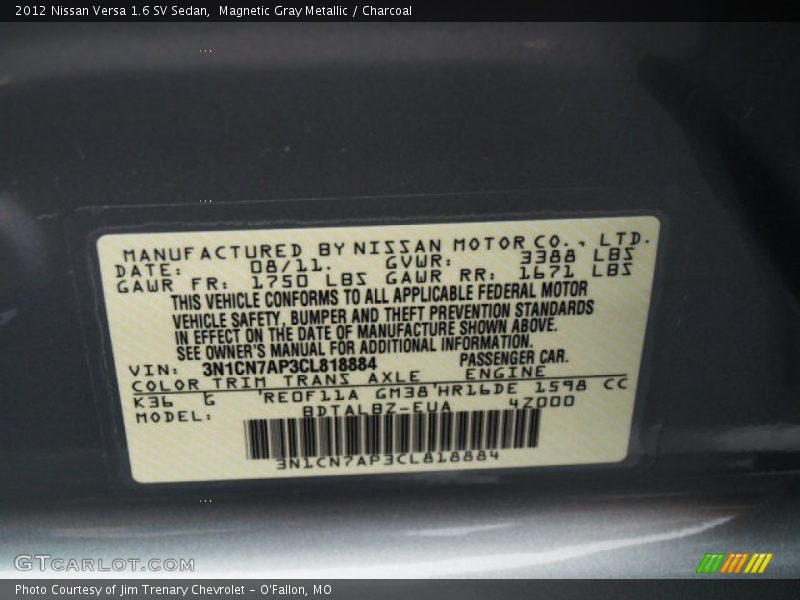 2012 Nissan Versa 1.6 SV Sedan,  Magnetic Gray Metallic / Charcoal
MANUFACTURED BY NISSAN MOTOR CO., LTD.
DATE: 08/11. GVWR: 3388 LBS
GAWR FR: 1750 LBS GAWR RR: 1671 LBS
THIS VEHICLE CONFORMS TO ALL APPLICABLE FEDERAL MOTOR
VEHICLE SAFETY, BUMPER AND THEFT PREVENTION STANDARDS
IN EFFECT ON THE DATE OF MANUFACTURE SHOWN ABOVE.
SEE OWNER'S MANUAL FOR ADDITIONAL INFORMATION.
VIN: 3N1CN7AP3CL818884 PASSENGER CAR.
COLOR TRIM TRANS AXLE ENGINE
K36 G RE0F11A GM38 HR16DE 1598 CC
MODEL: BDTALBZ-EUA 4Z000
3N1CN7AP3CL818884
GTCARLOT.COM
Photo Courtesy of Jim Trenary Chevrolet - O'Fallon, MO